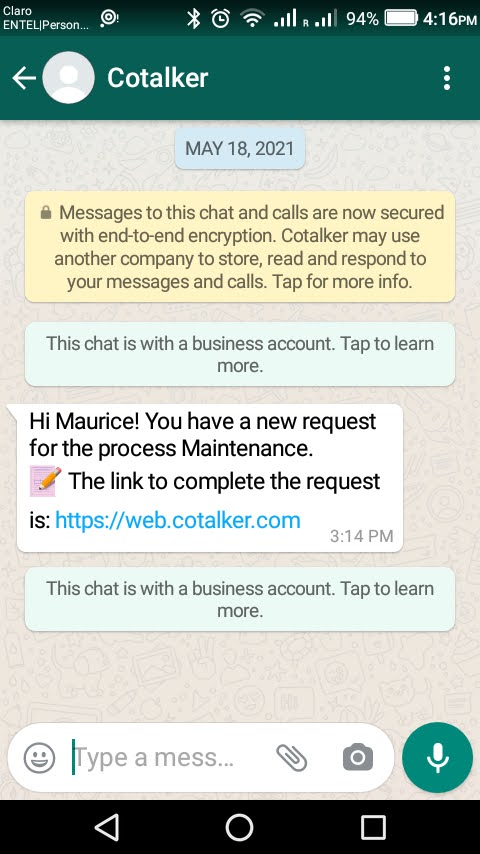 Claro
ENTEL|Person...
R
94%
4:16PM
Cotalker
MAY 18, 2021
Messages to this chat and calls are now secured
with end-to-end encryption. Cotalker may use
another company to store, read and respond to
your messages and calls. Tap for more info.
This chat is with a business account. Tap to learn
more.
Hi Maurice! You have a new request
for the process Maintenance.
📝 The link to complete the request
is: https://web.cotalker.com
3:14 PM
This chat is with a business account. Tap to learn
more.
Type a mess...